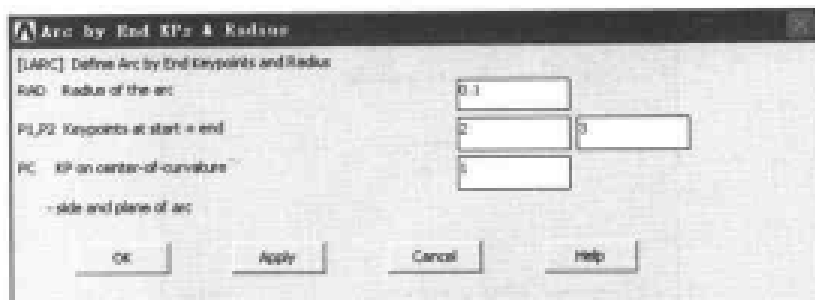 Arc by End KPs & Radius
[LARC] Define Arc by End Keypoints and Radius
RAD Radius of the arc 0.1
P1,P2 Keypoints at start + end 2 3
PC KP on center-of-curvature 1
- side and plane of arc
OK Apply Cancel Help